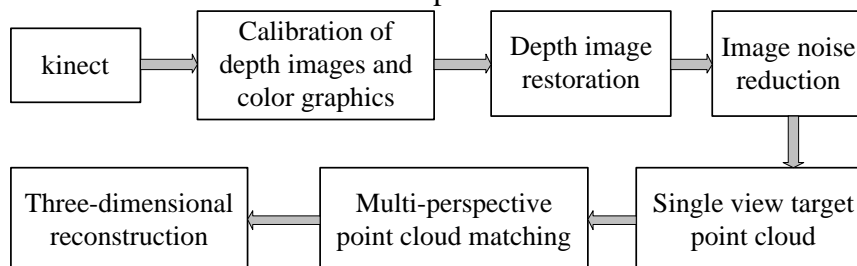 kinect
Calibration of
depth images and
color graphics
Depth image
restoration
Image noise
reduction
Single view target
point cloud
Multi-perspective
point cloud matching
Three-dimensional
reconstruction